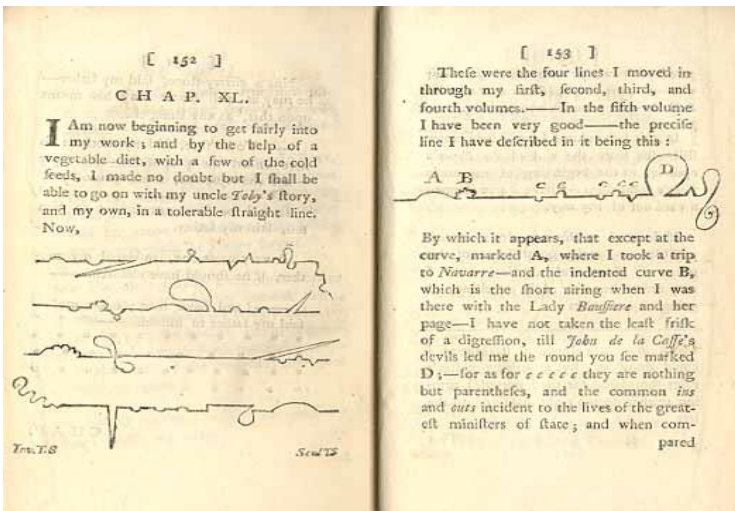 [ 152 ]
C H A P. XL.
I Am now beginning to get fairly into
my work ; and by the help of a
vegetable diet, with a few of the cold
ſeeds, I make no doubt but I ſhall be
able to go on with my uncle Toby's ſtory,
and my own, in a tolerable ſtraight line.
Now,
Inv.T.S
Scul.T.S
[ 153 ]
Theſe were the four lines I moved in
through my firſt, ſecond, third, and
fourth volumes.——In the fifth volume
I have been very good——the preciſe
line I have deſcribed in it being this :
A B c c c c c D
By which it appears, that except at the
curve, marked A, where I took a trip
to Navarre—and the indented curve B,
which is the ſhort airing when I was
there with the Lady Bauſſiere and her
page—I have not taken the leaſt friſk
of a digreſſion, till John de la Caſſe's
devils led me the round you ſee marked
D ;—for as for c c c c c they are nothing
but parentheſes, and the common ins
and outs incident to the lives of the great-
eſt miniſters of ſtate ; and when com-
pared